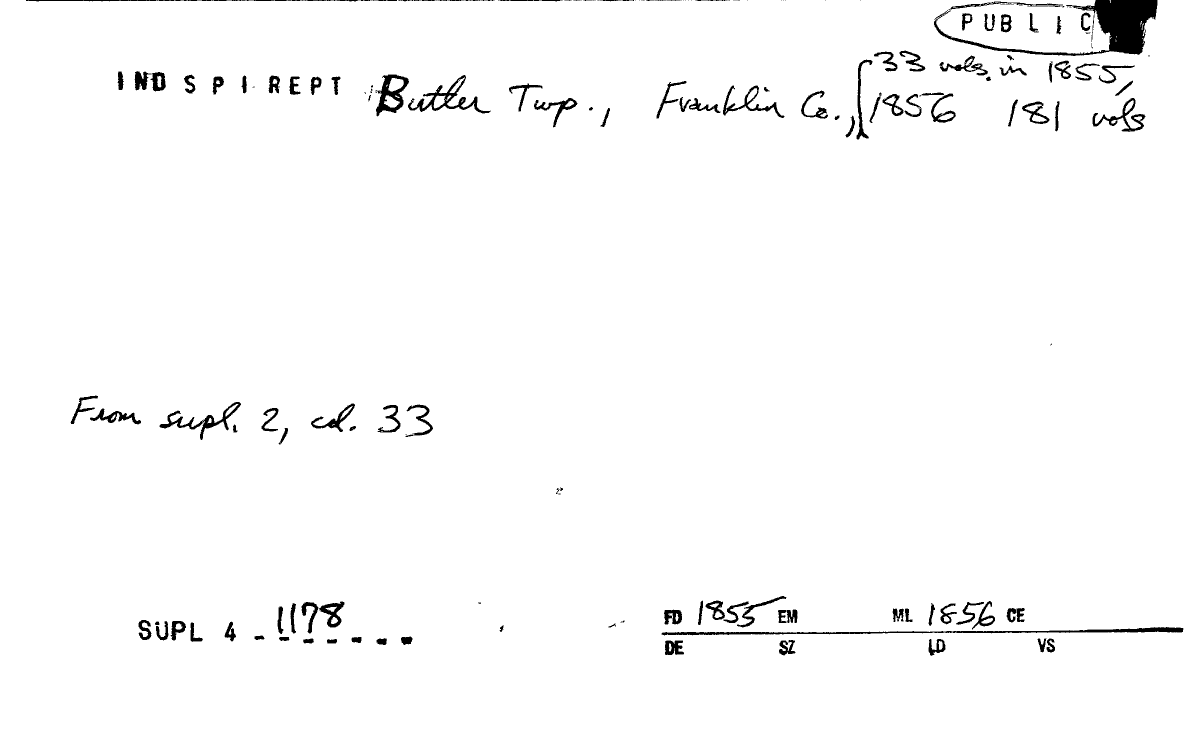 PUBLIC
IND S P I REPT Butler Twp., Franklin Co., 33 vols. in 1855,
1856 181 vols
From supl. 2, col. 33
SUPL 4 - 1178
FD 1855 EM ML 1856 CE
DE SZ LD VS